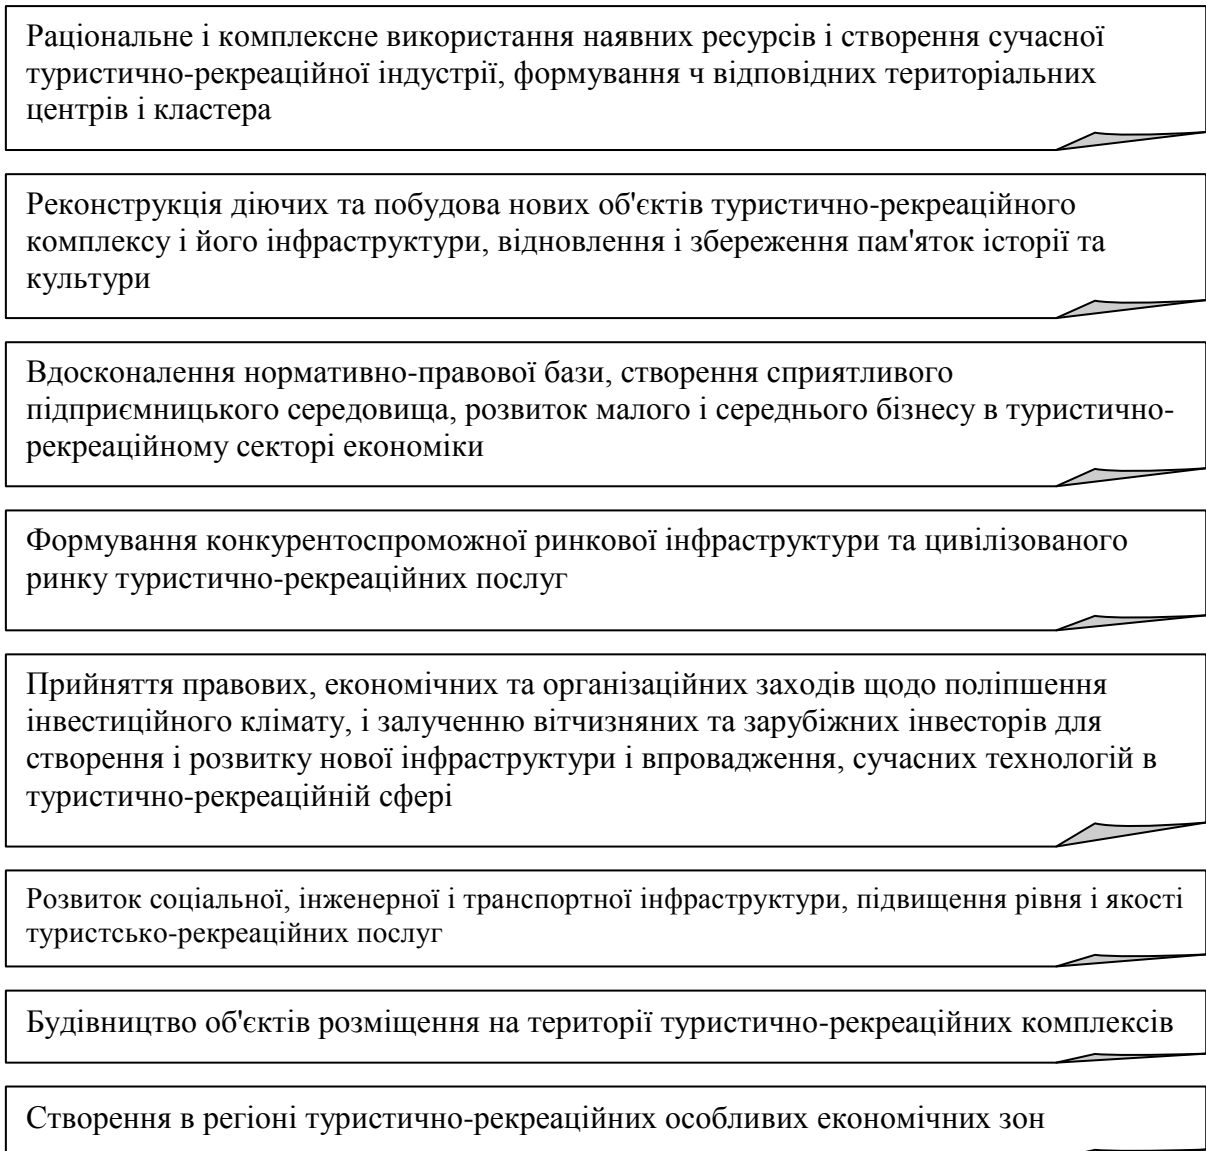 Раціональне і комплексне використання наявних ресурсів і створення сучасної
туристично-рекреаційної індустрії, формування ч відповідних територіальних
центрів і кластера
Реконструкція діючих та побудова нових об'єктів туристично-рекреаційного
комплексу і його інфраструктури, відновлення і збереження пам'яток історії та
культури
Вдосконалення нормативно-правової бази, створення сприятливого
підприємницького середовища, розвиток малого і середнього бізнесу в туристично-
рекреаційному секторі економіки
Формування конкурентоспроможної ринкової інфраструктури та цивілізованого
ринку туристично-рекреаційних послуг
Прийняття правових, економічних та організаційних заходів щодо поліпшення
інвестиційного клімату, і залученню вітчизняних та зарубіжних інвесторів для
створення і розвитку нової інфраструктури і впровадження, сучасних технологій в
туристично-рекреаційній сфері
Розвиток соціальної, інженерної і транспортної інфраструктури, підвищення рівня і якості
туристсько-рекреаційних послуг
Будівництво об'єктів розміщення на території туристично-рекреаційних комплексів
Створення в регіоні туристично-рекреаційних особливих економічних зон